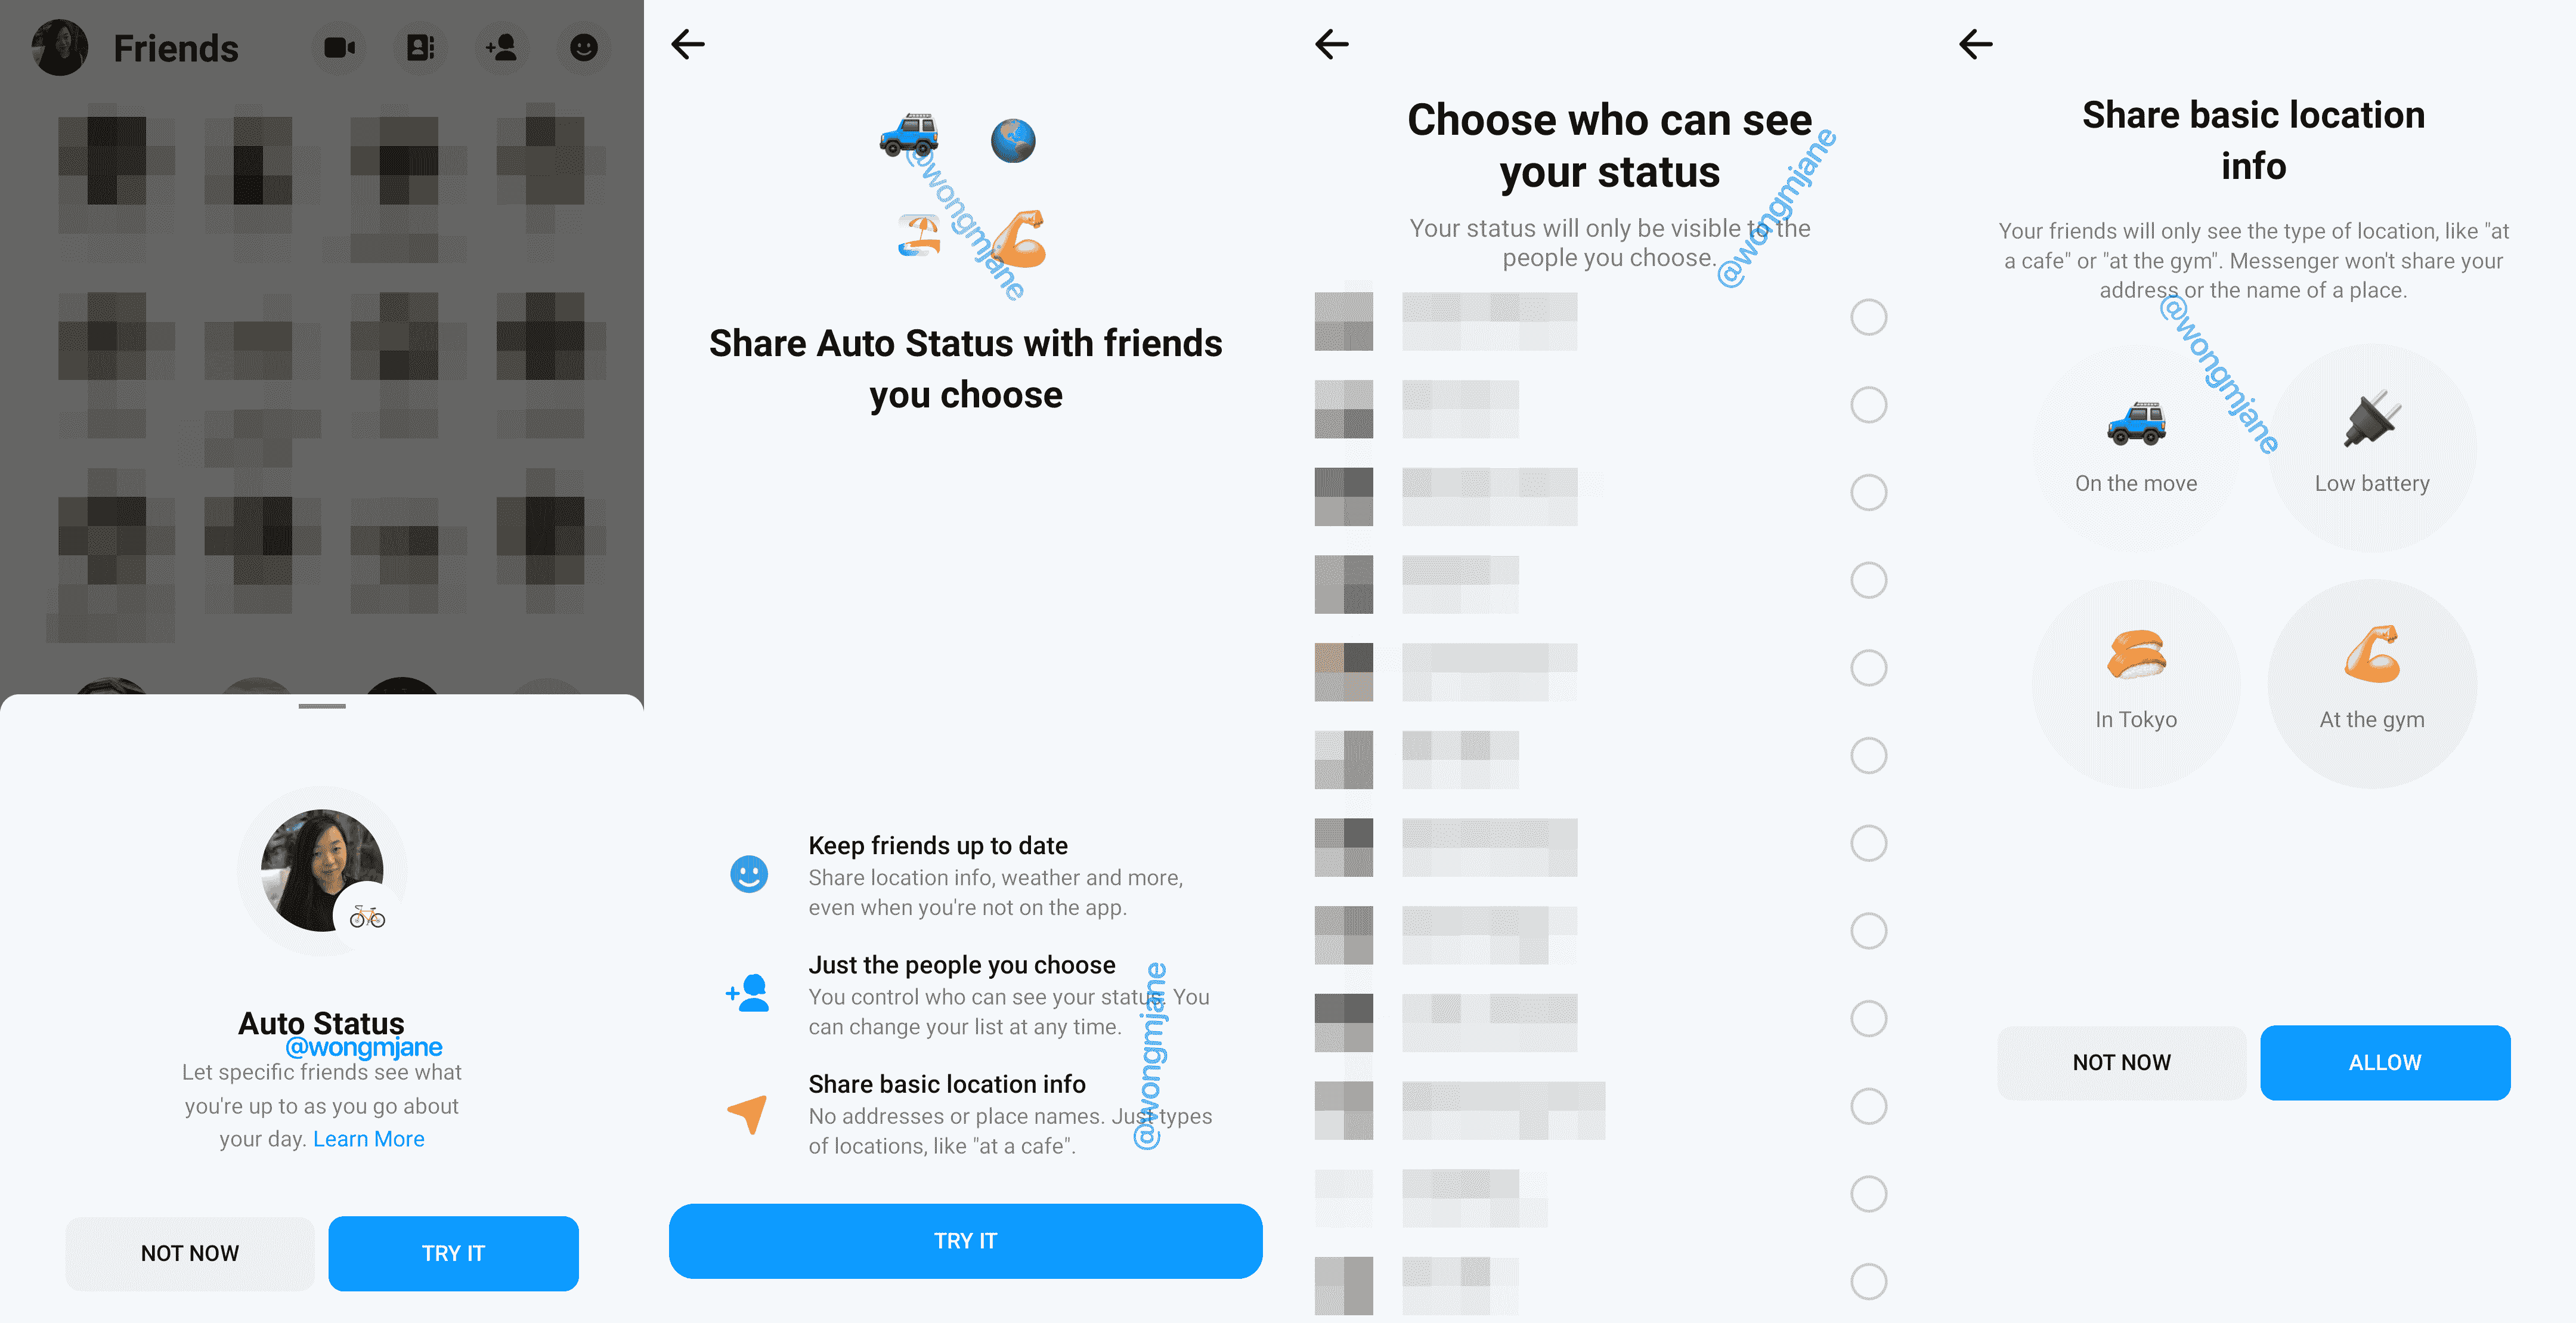 Friends
Auto Status
@wongmjane
Let specific friends see what
you're up to as you go about
your day. Learn More
NOT NOW
TRY IT
@wongmjane
Share Auto Status with friends
you choose
Keep friends up to date
Share location info, weather and more,
even when you're not on the app.
Just the people you choose
You control who can see your status. You
can change your list at any time.
Share basic location info
No addresses or place names. Just types
of locations, like "at a cafe".
@wongmjane
TRY IT
Choose who can see
your status
Your status will only be visible to the
people you choose.
@wongmjane
Share basic location
info
Your friends will only see the type of location, like "at
a cafe" or "at the gym". Messenger won't share your
address or the name of a place.
@wongmjane
On the move
Low battery
In Tokyo
At the gym
NOT NOW
ALLOW